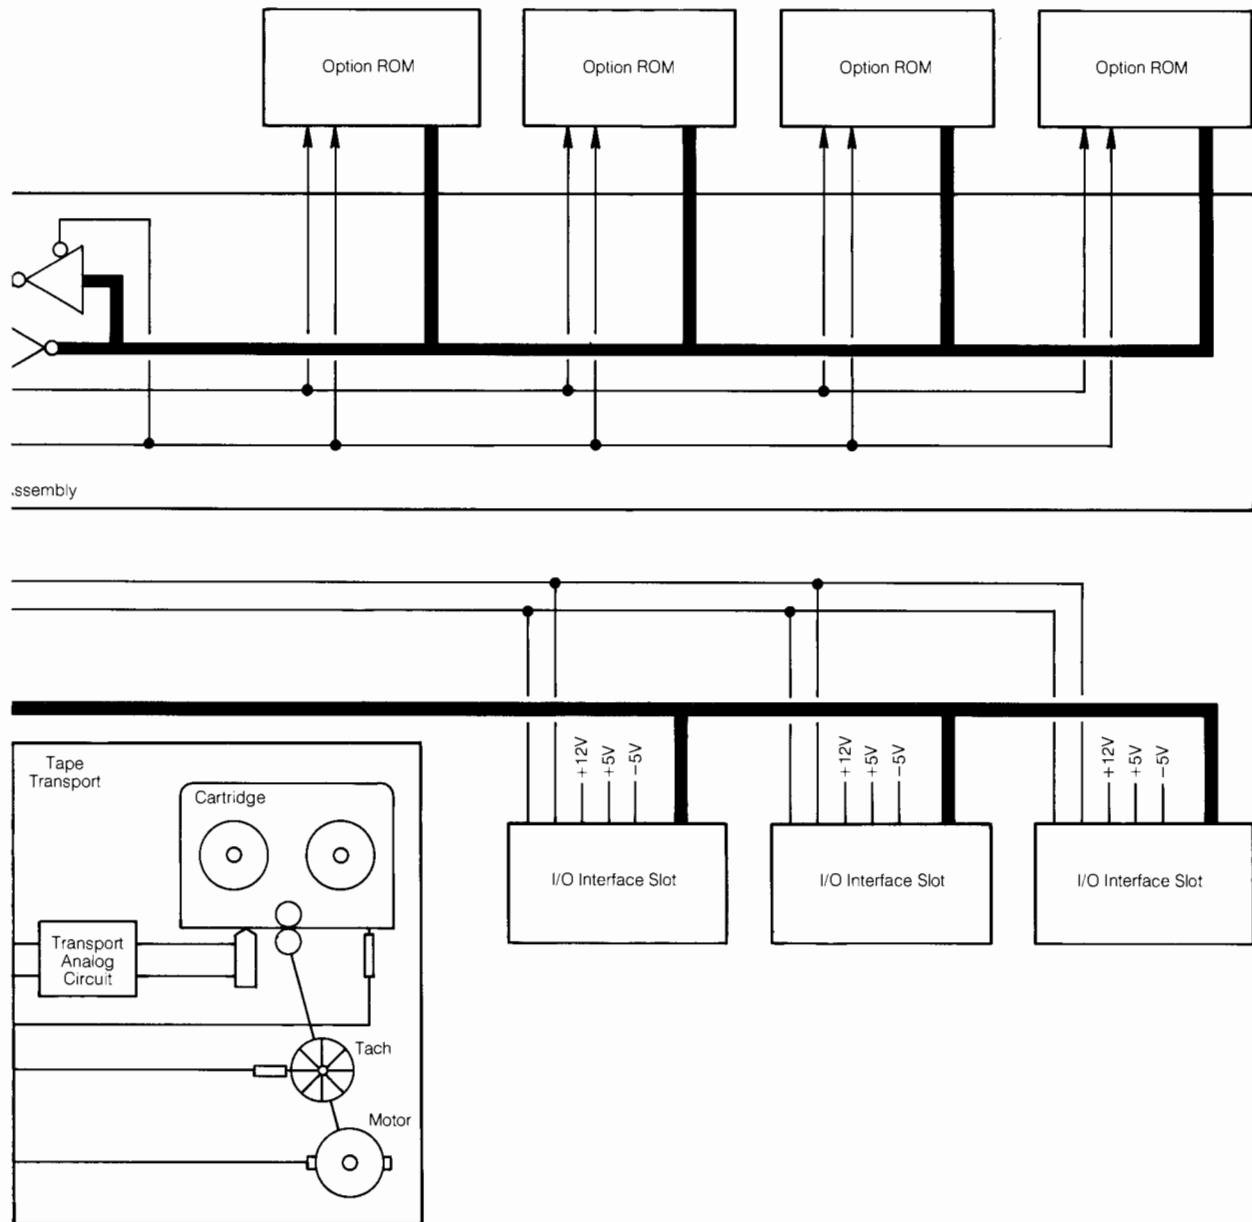 Option ROM
Option ROM
Option ROM
Option ROM
ssembly
Tape
Transport
Cartridge
+12V
+5V
-5V
+12V
+5V
-5V
+12V
+5V
-5V
I/O Interface Slot
I/O Interface Slot
I/O Interface Slot
Transport
Analog
Circuit
Tach
Motor